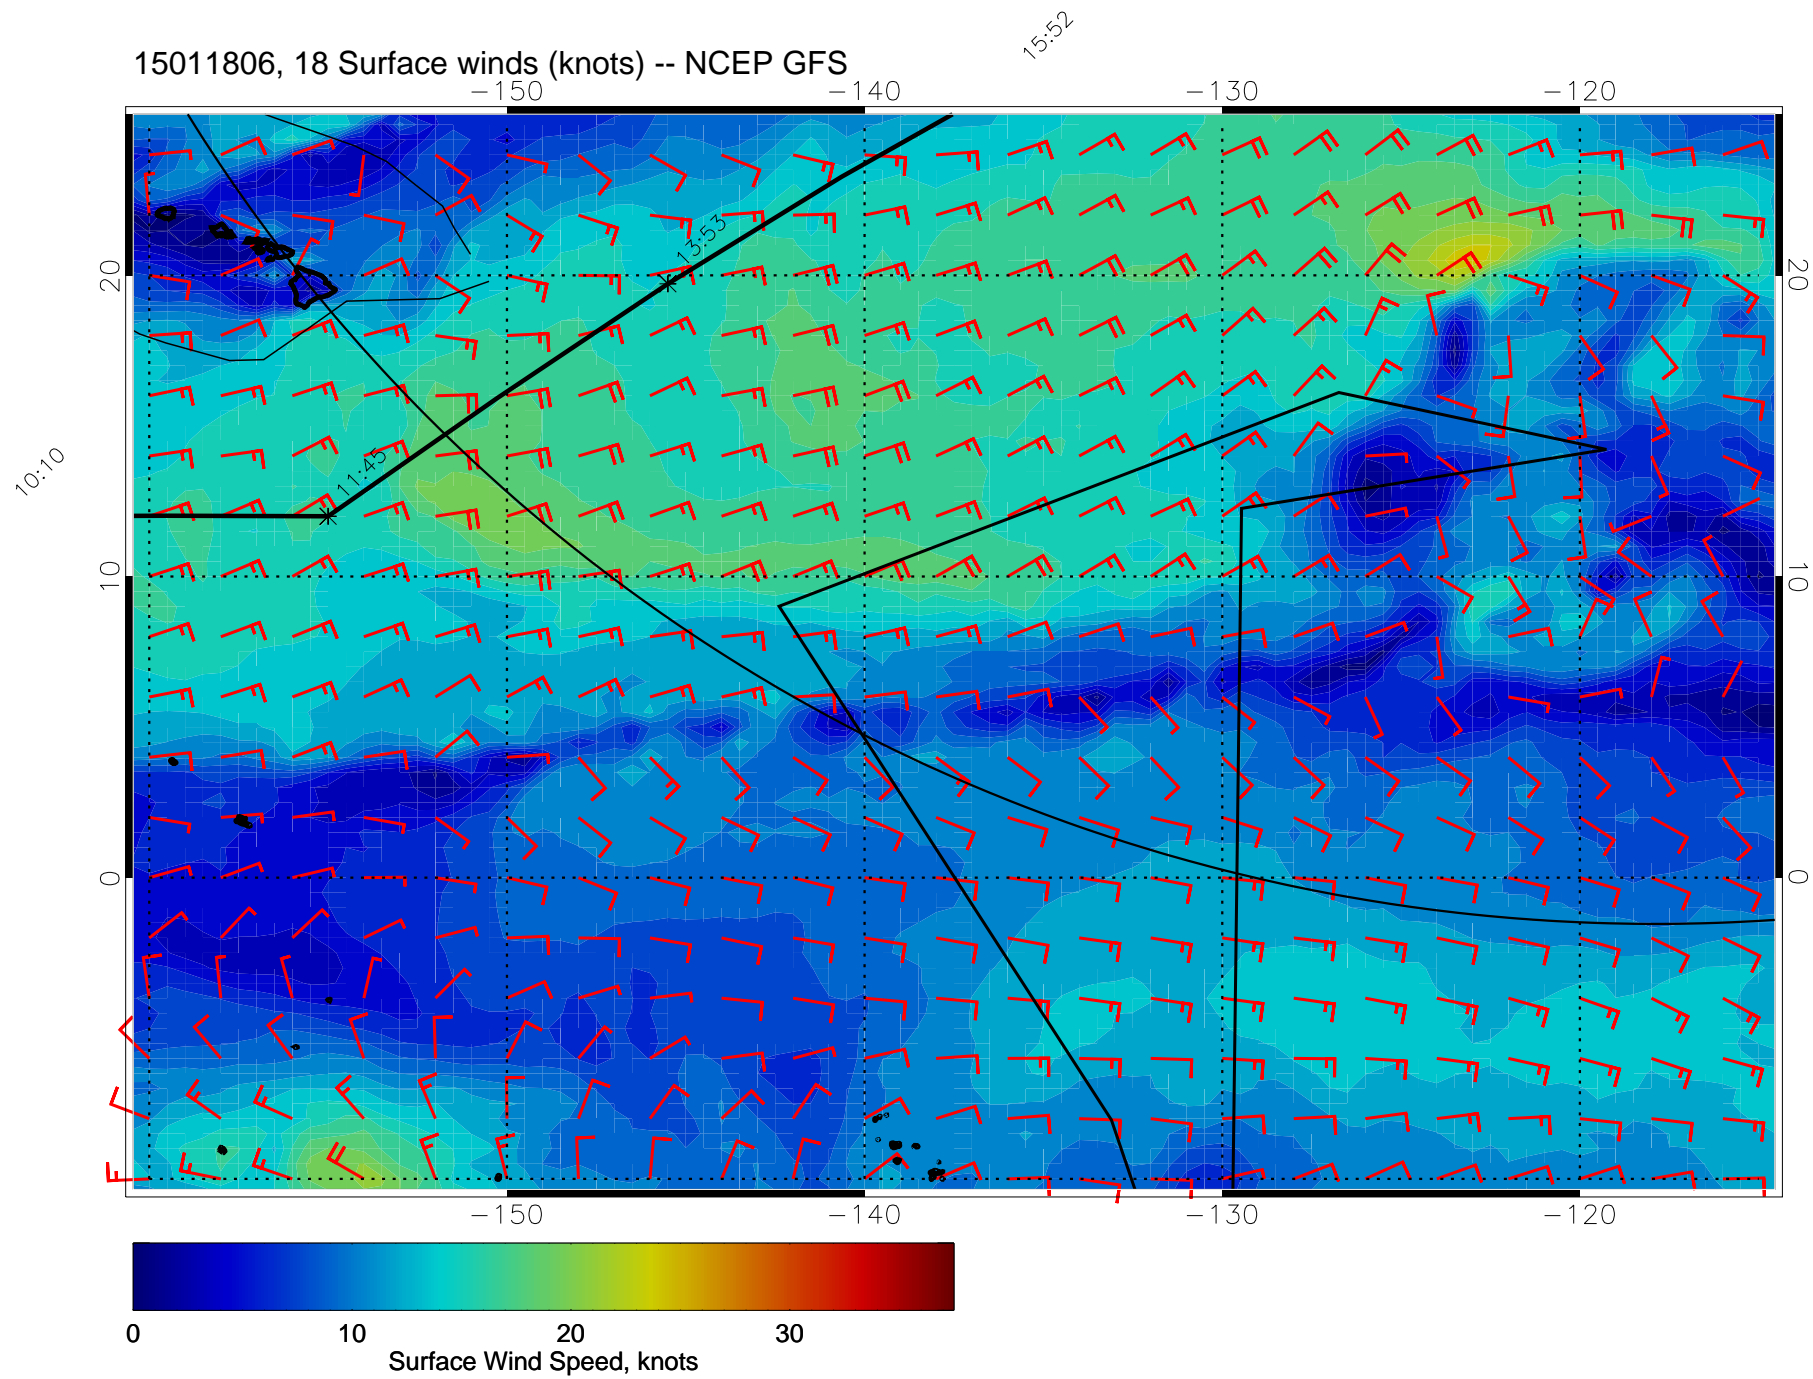 15:52
15011806, 18 Surface winds (knots) -- NCEP GFS
-150 -140 -130 -120
13:53
20 20
11:45
10:10
10 10
0 0
-150 -140 -130 -120
0 10 20 30
Surface Wind Speed, knots